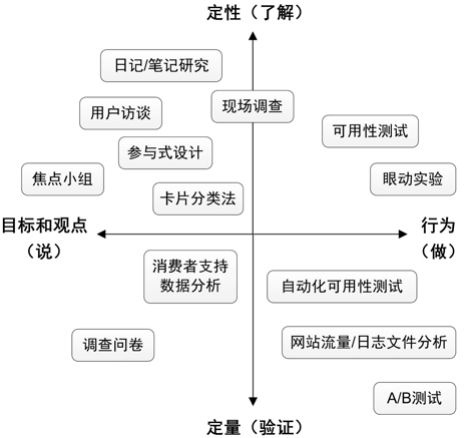 定性（了解）
日记/笔记研究
现场调查
用户访谈
可用性测试
参与式设计
焦点小组
眼动实验
卡片分类法
目标和观点
（说）
行为
（做）
消费者支持
数据分析
自动化可用性测试
调查问卷
网站流量/日志文件分析
A/B测试
定量（验证）